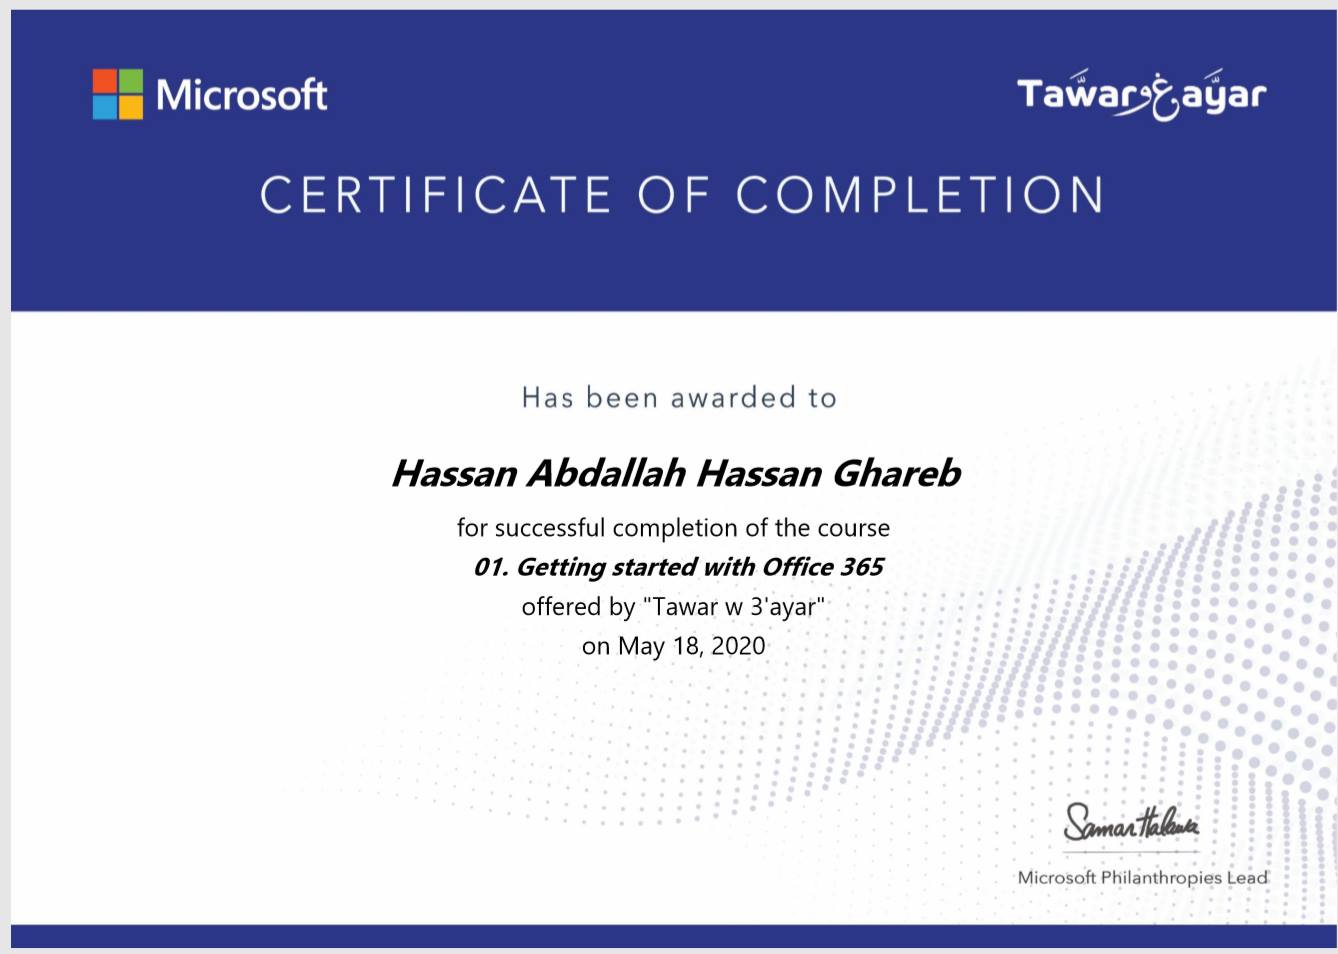 Microsoft
Tawar وغ ayar
CERTIFICATE OF COMPLETION
Has been awarded to
Hassan Abdallah Hassan Ghareb
for successful completion of the course
01. Getting started with Office 365
offered by "Tawar w 3'ayar"
on May 18, 2020
Samar Halawa
Microsoft Philanthropies Lead